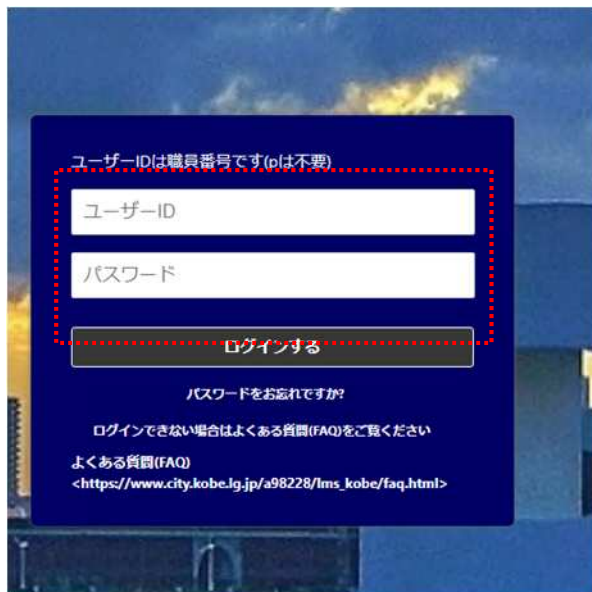 ユーザーIDは職員番号です(pは不要)
ユーザーID
パスワード
ログインする
パスワードをお忘れですか?
ログインできない場合はよくある質問(FAQ)をご覧ください
よくある質問(FAQ)
<https://www.city.kobe.lg.jp/a98228/lms_kobe/faq.html>